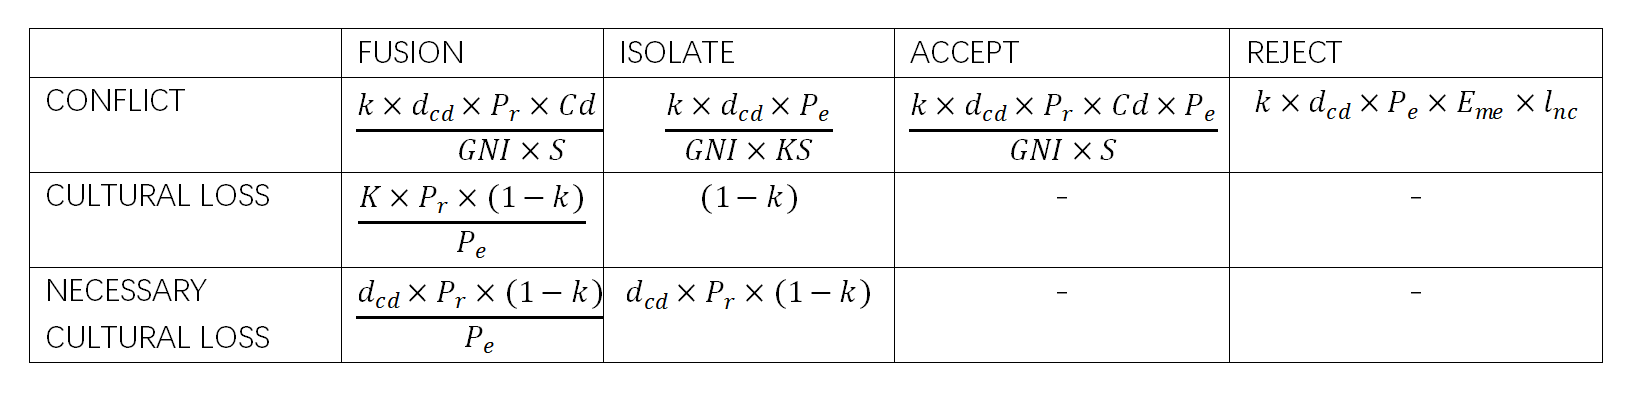 FUSION ISOLATE ACCEPT REJECT
CONFLICT k × d_cd × P_r × Cd / GNI × S k × d_cd × P_e / GNI × KS k × d_cd × P_r × Cd × P_e / GNI × S k × d_cd × P_e × E_me × l_nc
CULTURAL LOSS K × P_r × (1 − k) / P_e (1 − k) - -
NECESSARY d_cd × P_r × (1 − k) / P_e d_cd × P_r × (1 − k) - -
CULTURAL LOSS